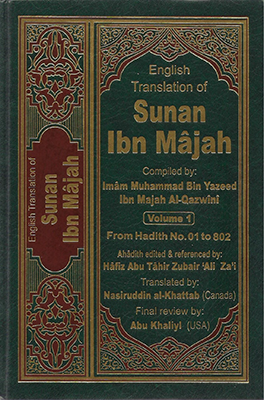 English Translation of
Sunan
Ibn Mâjah
English
Translation of
Sunan
Ibn Mâjah
Compiled by:
Imâm Muhammad Bin Yazeed
Ibn Majah Al-Qazwinî
Volume 1
From Hadith No. 01 to 802
Ahâdith edited & referenced by:
Hâfiz Abu Tâhir Zubair 'Ali Za'i
Translated by:
Nasiruddin al-Khattab (Canada)
Final review by:
Abu Khaliyl (USA)